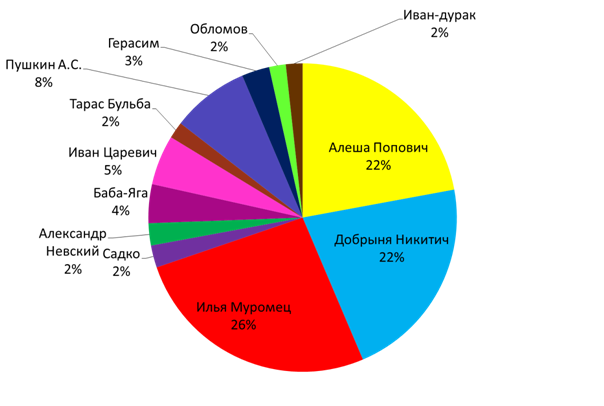 Иван-дурак
2%
Обломов
2%
Герасим
3%
Пушкин А.С.
8%
Тарас Бульба
2%
Иван Царевич
5%
Баба-Яга
4%
Александр
Невский
2%
Садко
2%
Алеша Попович
22%
Добрыня Никитич
22%
Илья Муромец
26%